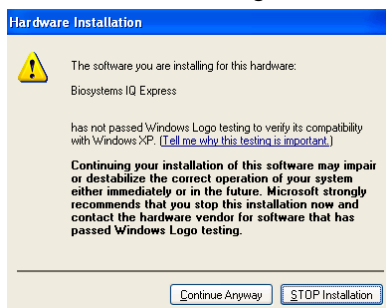 Hardware Installation
The software you are installing for this hardware:
Biosystems IQ Express
has not passed Windows Logo testing to verify its compatibility
with Windows XP. (Tell me why this testing is important.)
Continuing your installation of this software may impair
or destabilize the correct operation of your system
either immediately or in the future. Microsoft strongly
recommends that you stop this installation now and
contact the hardware vendor for software that has
passed Windows Logo testing.
Continue Anyway
STOP Installation